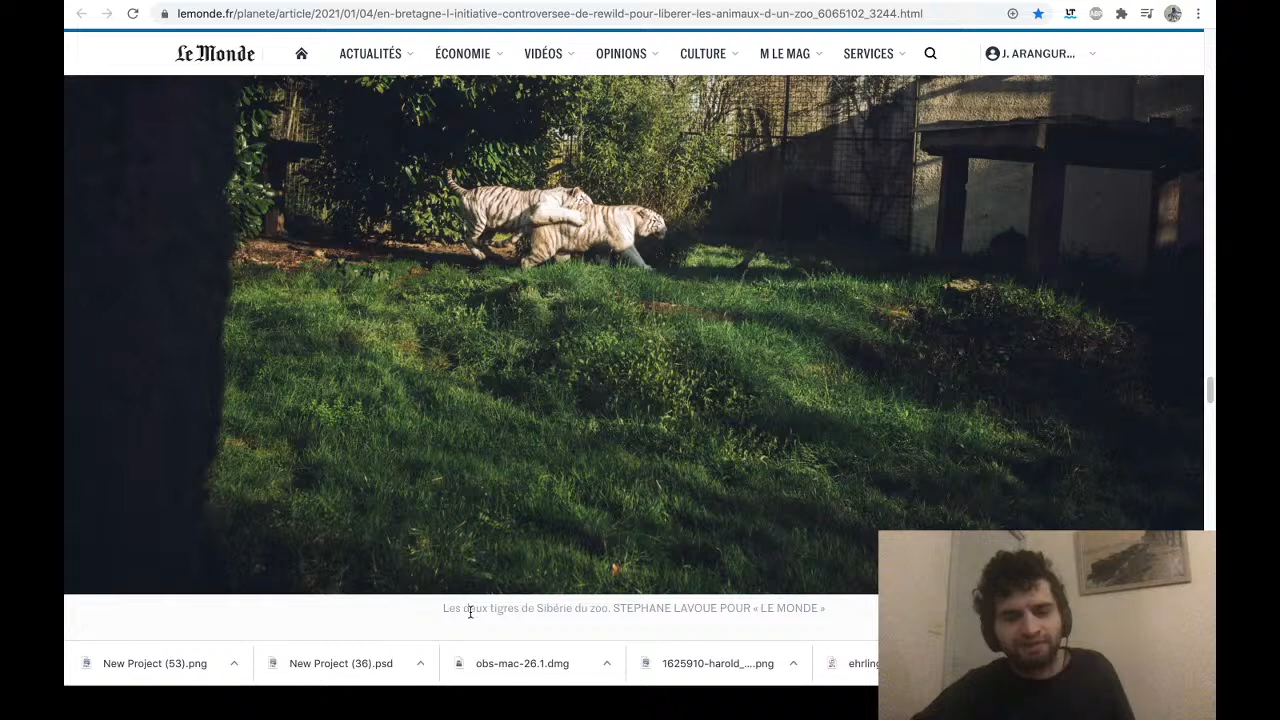 lemonde.fr/planete/article/2021/01/04/en-bretagne-l-initiative-controversee-de-rewild-pour-liberer-les-animaux-d-un-zoo_6065102_3244.html
Le Monde ACTUALITÉS ÉCONOMIE VIDÉOS OPINIONS CULTURE M LE MAG SERVICES J. ARANGUR...
Les deux tigres de Sibérie du zoo. STEPHANE LAVOUE POUR « LE MONDE »
New Project (53).png New Project (36).psd obs-mac-26.1.dmg 1625910-harold_....png ehrling